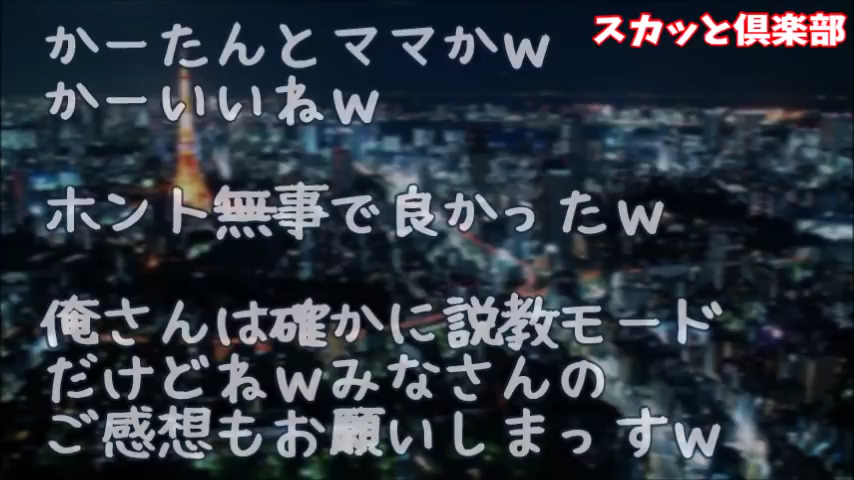 スカッと倶楽部
かーたんとママかw
かーいいねw
ホント無事で良かったw
俺さんは確かに説教モード
だけどねwみなさんの
ご感想もお願いしまっすw